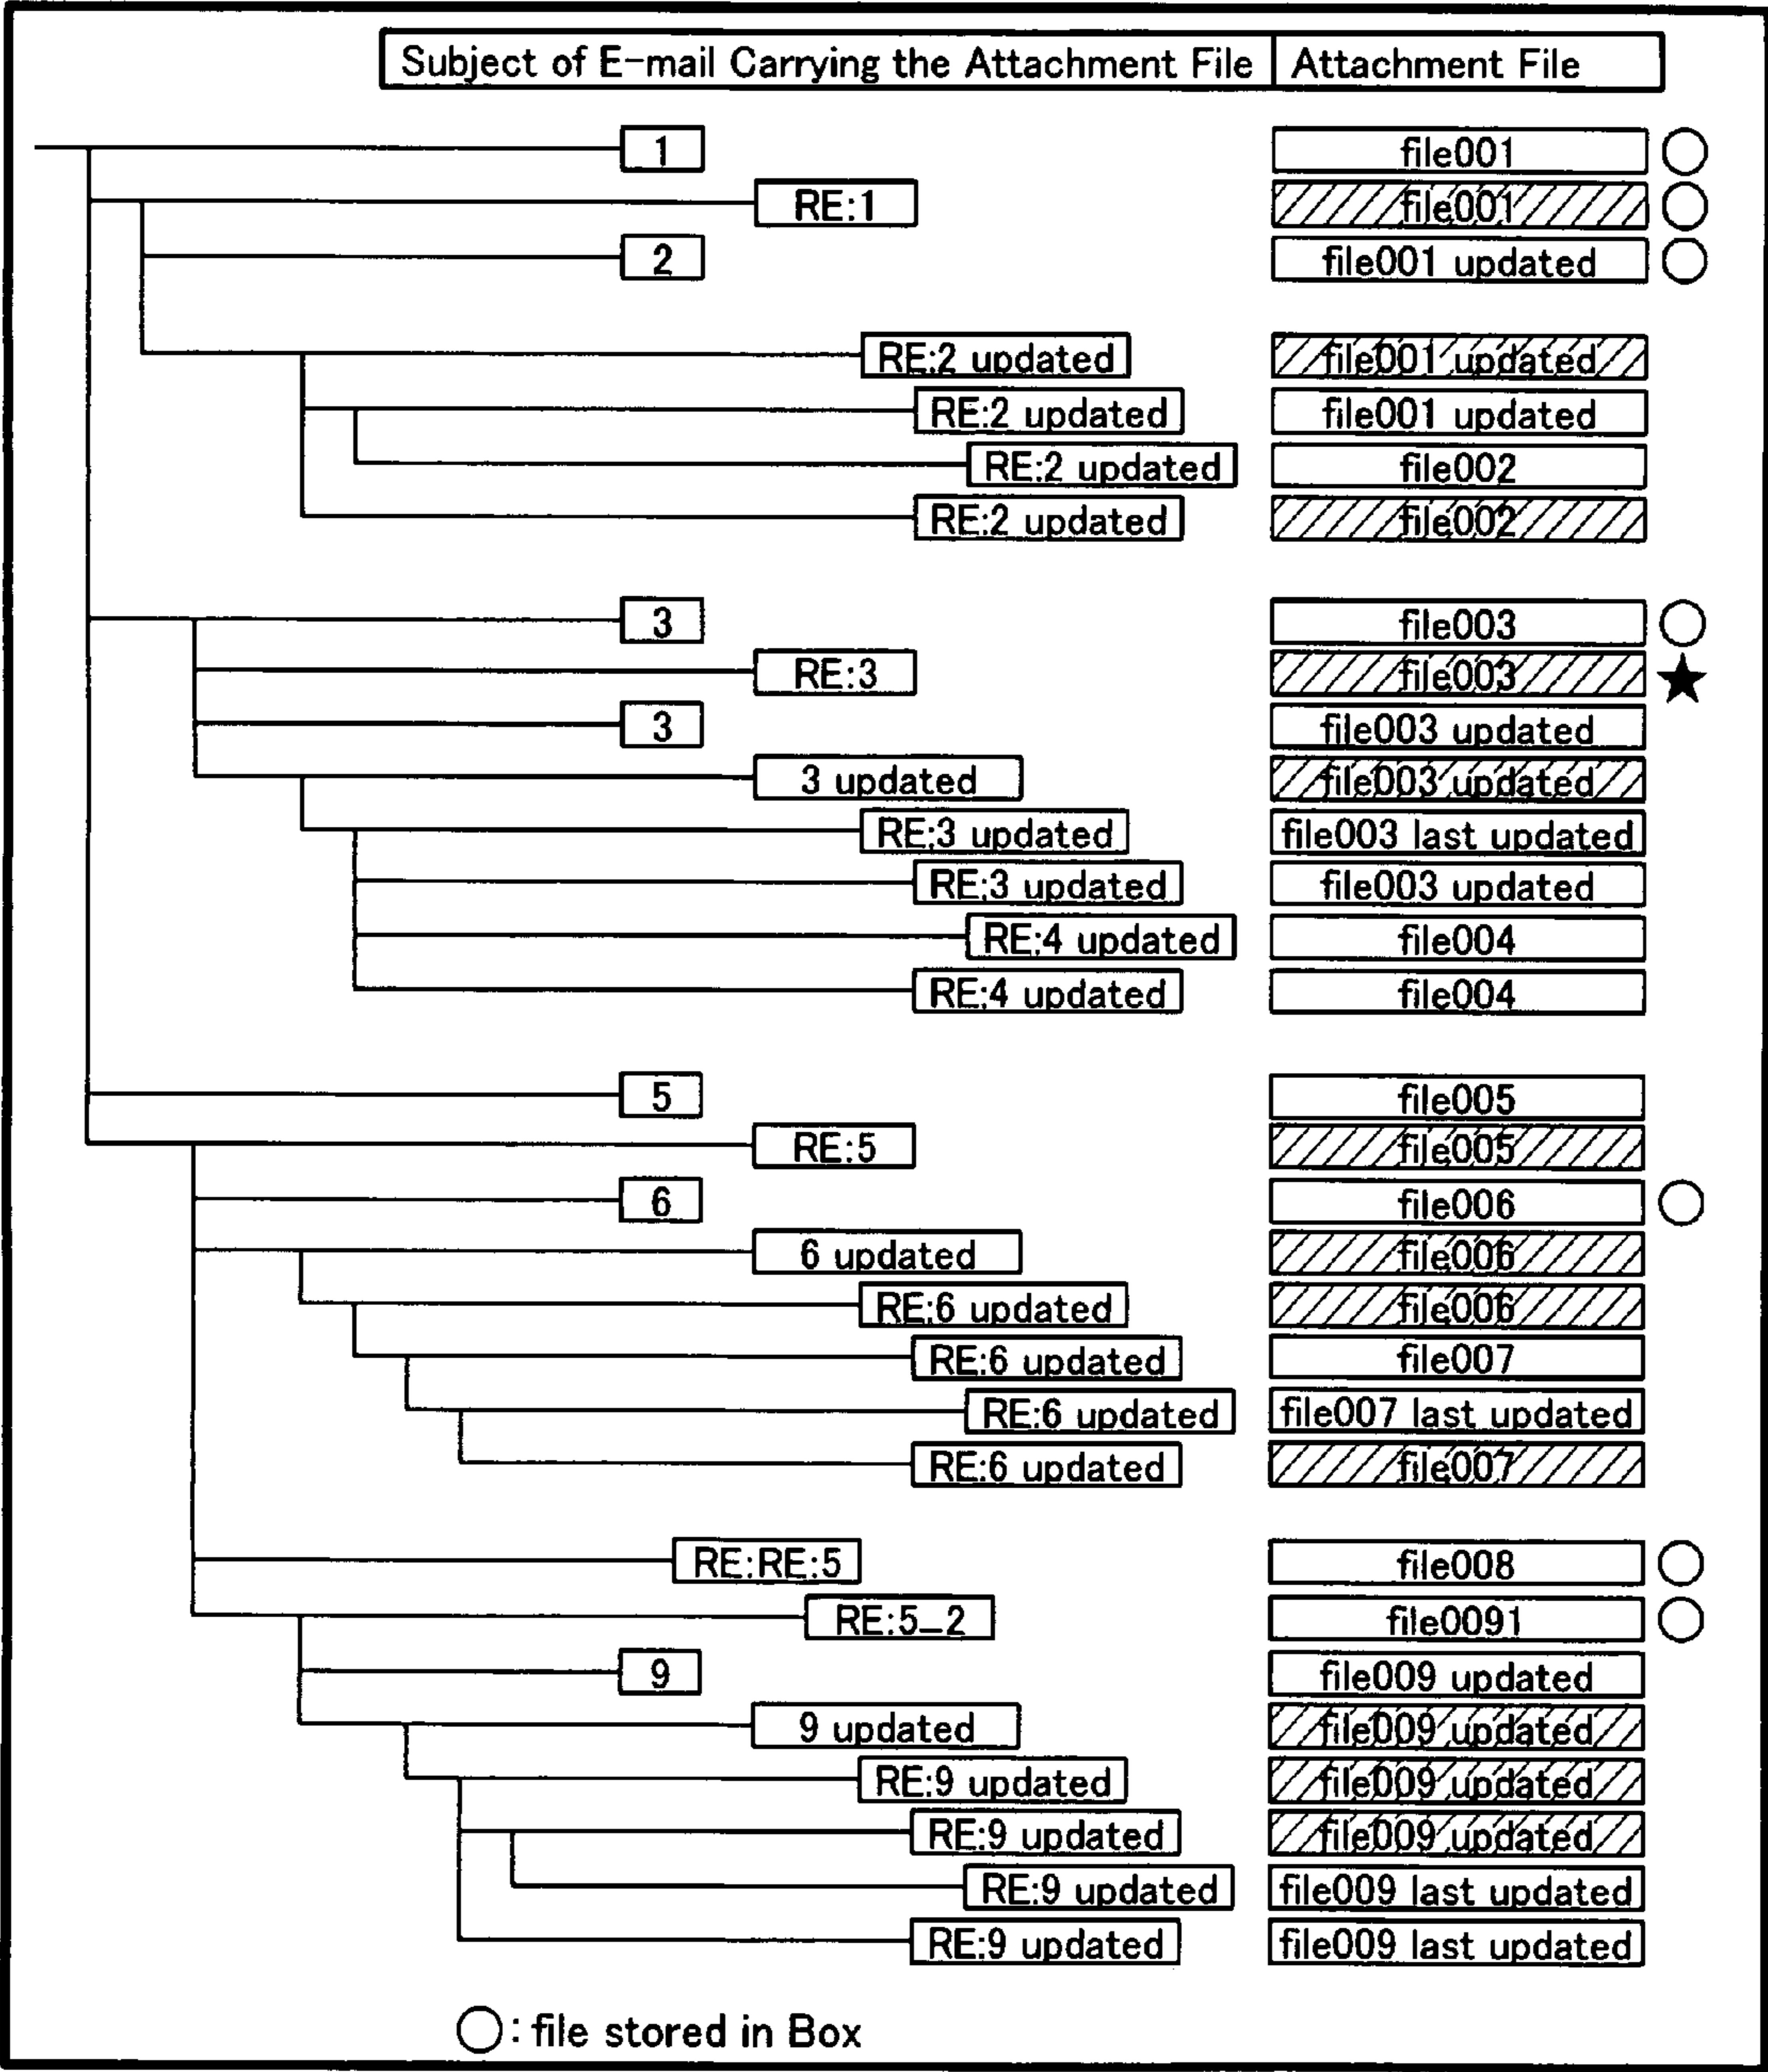 Subject of E-mail Carrying the Attachment File Attachment File
1 file001
RE:1 file001
2 file001 updated
RE:2 updated file001 updated
RE:2 updated file001 updated
RE:2 updated file002
RE:2 updated file002
3 file003
RE:3 file003
3 file003 updated
3 updated file003 updated
RE:3 updated file003 last updated
RE:3 updated file003 updated
RE:4 updated file004
RE:4 updated file004
5 file005
RE:5 file005
6 file006
6 updated file006
RE:6 updated file006
RE:6 updated file007
RE:6 updated file007 last updated
RE:6 updated file007
RE:RE:5 file008
RE:5_2 file0091
9 file009 updated
9 updated file009 updated
RE:9 updated file009 updated
RE:9 updated file009 updated
RE:9 updated file009 last updated
RE:9 updated file009 last updated
: file stored in Box